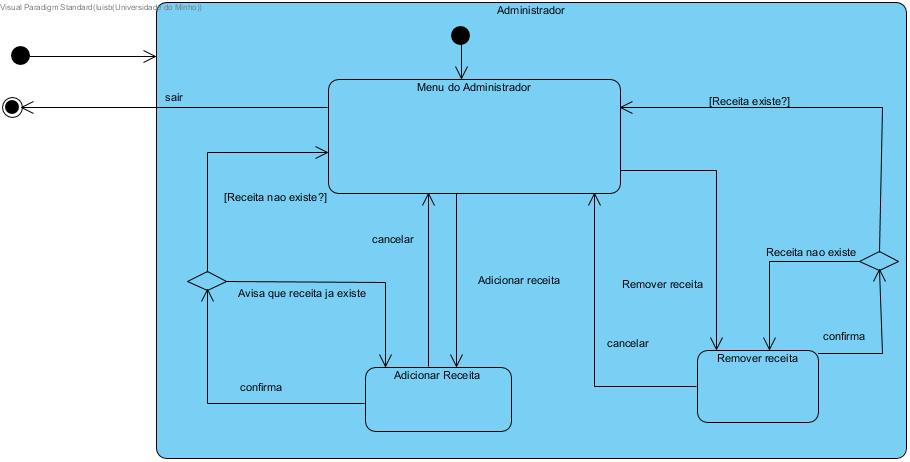 Visual Paradigm Standard(luisb(Universidade do Minho))
Administrador
Menu do Administrador
sair
[Receita existe?]
[Receita nao existe?]
cancelar
Receita nao existe
Adicionar receita
Remover receita
Avisa que receita ja existe
confirma
cancelar
Remover receita
Adicionar Receita
confirma